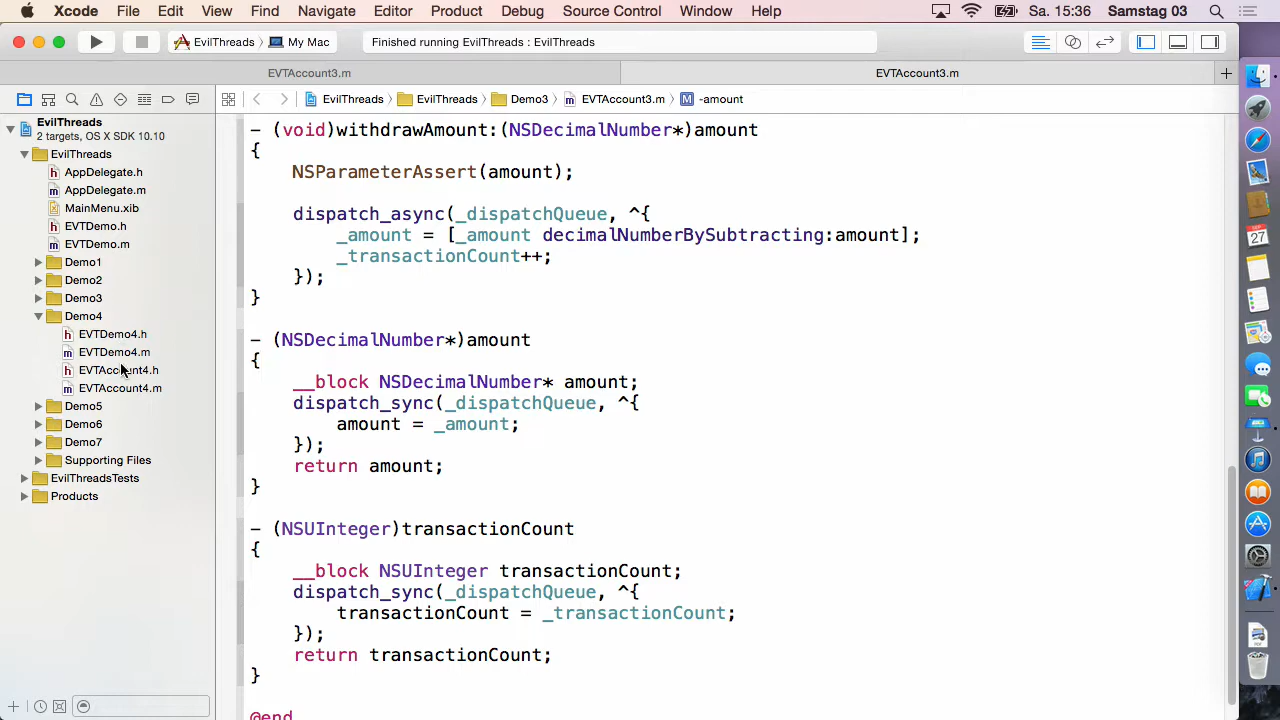 Xcode File Edit View Find Navigate Editor Product Debug Source Control Window Help Sa. 15:36 Samstag 03
EvilThreads My Mac Finished running EvilThreads : EvilThreads
EVTAccount3.m EVTAccount3.m
EvilThreads EvilThreads Demo3 EVTAccount3.m M -amount
EvilThreads
2 targets, OS X SDK 10.10
EvilThreads
h AppDelegate.h
m AppDelegate.m
MainMenu.xib
h EVTDemo.h
m EVTDemo.m
Demo1
Demo2
Demo3
Demo4
h EVTDemo4.h
m EVTDemo4.m
h EVTAccount4.h
m EVTAccount4.m
Demo5
Demo6
Demo7
Supporting Files
EvilThreadsTests
Products
- (void)withdrawAmount:(NSDecimalNumber*)amount
{
NSParameterAssert(amount);
dispatch_async(_dispatchQueue, ^{
_amount = [_amount decimalNumberBySubtracting:amount];
_transactionCount++;
});
}
- (NSDecimalNumber*)amount
{
__block NSDecimalNumber* amount;
dispatch_sync(_dispatchQueue, ^{
amount = _amount;
});
return amount;
}
- (NSUInteger)transactionCount
{
__block NSUInteger transactionCount;
dispatch_sync(_dispatchQueue, ^{
transactionCount = _transactionCount;
});
return transactionCount;
}
@end
27